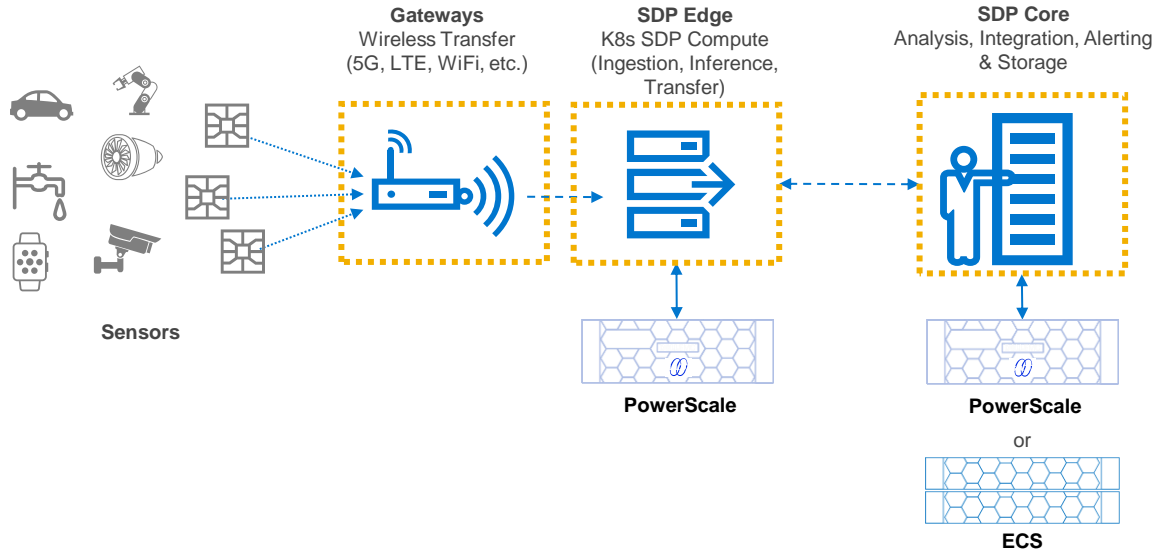 Gateways
Wireless Transfer
(5G, LTE, WiFi, etc.)
SDP Edge
K8s SDP Compute
(Ingestion, Inference,
Transfer)
SDP Core
Analysis, Integration, Alerting
& Storage
Sensors
PowerScale
PowerScale
or
ECS